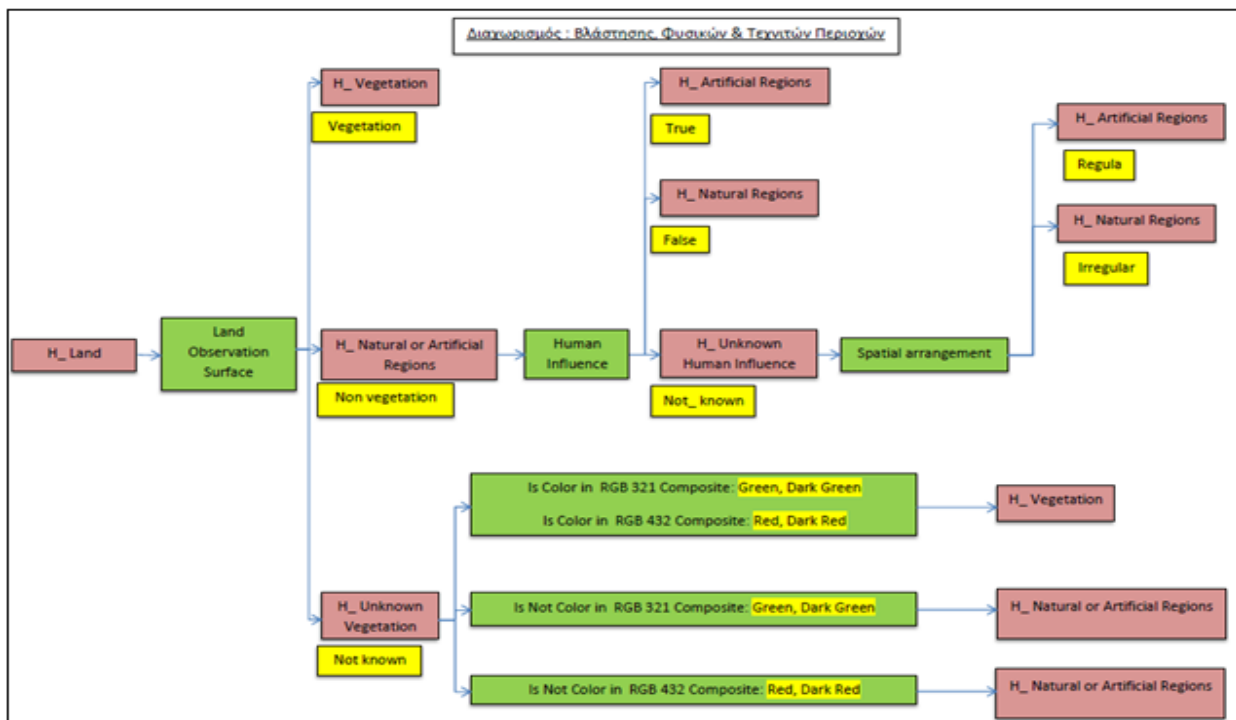 Διαχωρισμός : Βλάστησης, Φυσικών & Τεχνιτών Περιοχών
H_ Vegetation
Vegetation
H_ Artificial Regions
True
H_ Artificial Regions
Regula
H_ Natural Regions
False
H_ Natural Regions
Irregular
H_ Land
Land
Observation
Surface
H_ Natural or Artificial
Regions
Non vegetation
Human
Influence
H_ Unknown
Human Influence
Not_ known
Spatial arrangement
Is Color in RGB 321 Composite: Green, Dark Green
Is Color in RGB 432 Composite: Red, Dark Red
H_ Vegetation
H_ Unknown
Vegetation
Not known
Is Not Color in RGB 321 Composite: Green, Dark Green
H_ Natural or Artificial Regions
Is Not Color in RGB 432 Composite: Red, Dark Red
H_ Natural or Artificial Regions